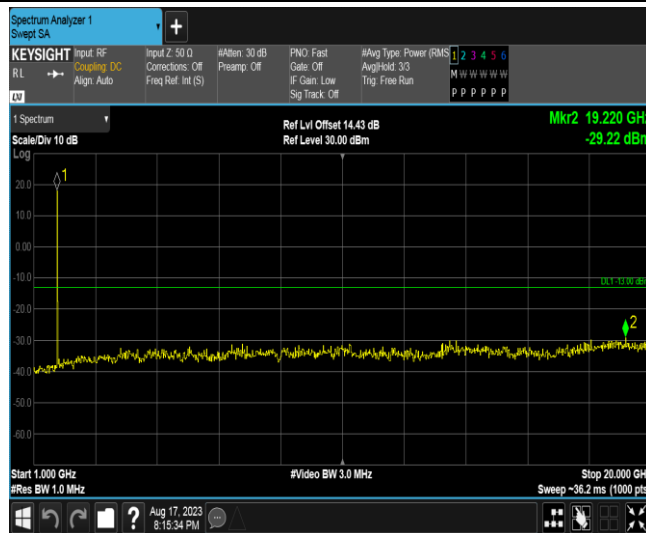 Spectrum Analyzer 1
Swept SA
+
KEYSIGHT
RL
LXI
Input: RF
Coupling: DC
Align: Auto
Input Z: 50 Ω
Corrections: Off
Freq Ref: Int (S)
#Atten: 30 dB
Preamp: Off
PNO: Fast
Gate: Off
IF Gain: Low
Sig Track: Off
#Avg Type: Power (RMS
Avg|Hold: 3/3
Trig: Free Run
1 2 3 4 5 6
M W W W W W
P P P P P P
1 Spectrum
Scale/Div 10 dB
Log
Ref Lvl Offset 14.43 dB
Ref Level 30.00 dBm
Mkr2 19.220 GHz
-29.22 dBm
20.0
10.0
0.00
-10.0
-20.0
-30.0
-40.0
-50.0
-60.0
1
DL1 -13.00 dBm
2
Start 1.000 GHz
#Res BW 1.0 MHz
#Video BW 3.0 MHz
Stop 20.000 GHz
Sweep ~36.2 ms (1000 pts)
?
Aug 17, 2023
8:15:34 PM